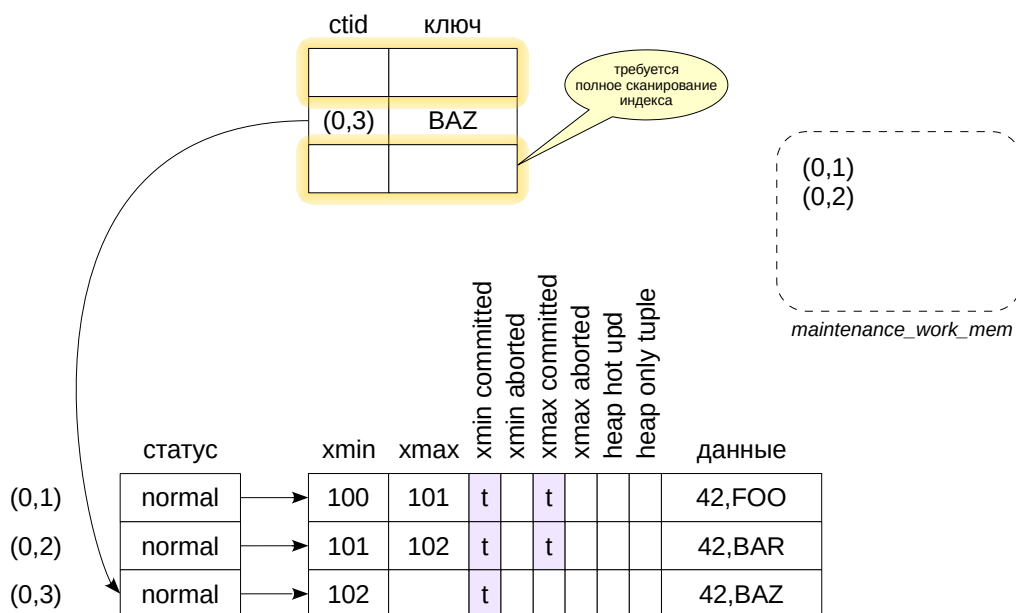 ctid ключ
требуется
полное сканирование
индекса
(0,3) BAZ
(0,1)
(0,2)
maintenance_work_mem
xmin committed
xmin aborted
xmax committed
xmax aborted
heap hot upd
heap only tuple
статус xmin xmax данные
(0,1) normal 100 101 t t 42,FOO
(0,2) normal 101 102 t t 42,BAR
(0,3) normal 102 t 42,BAZ